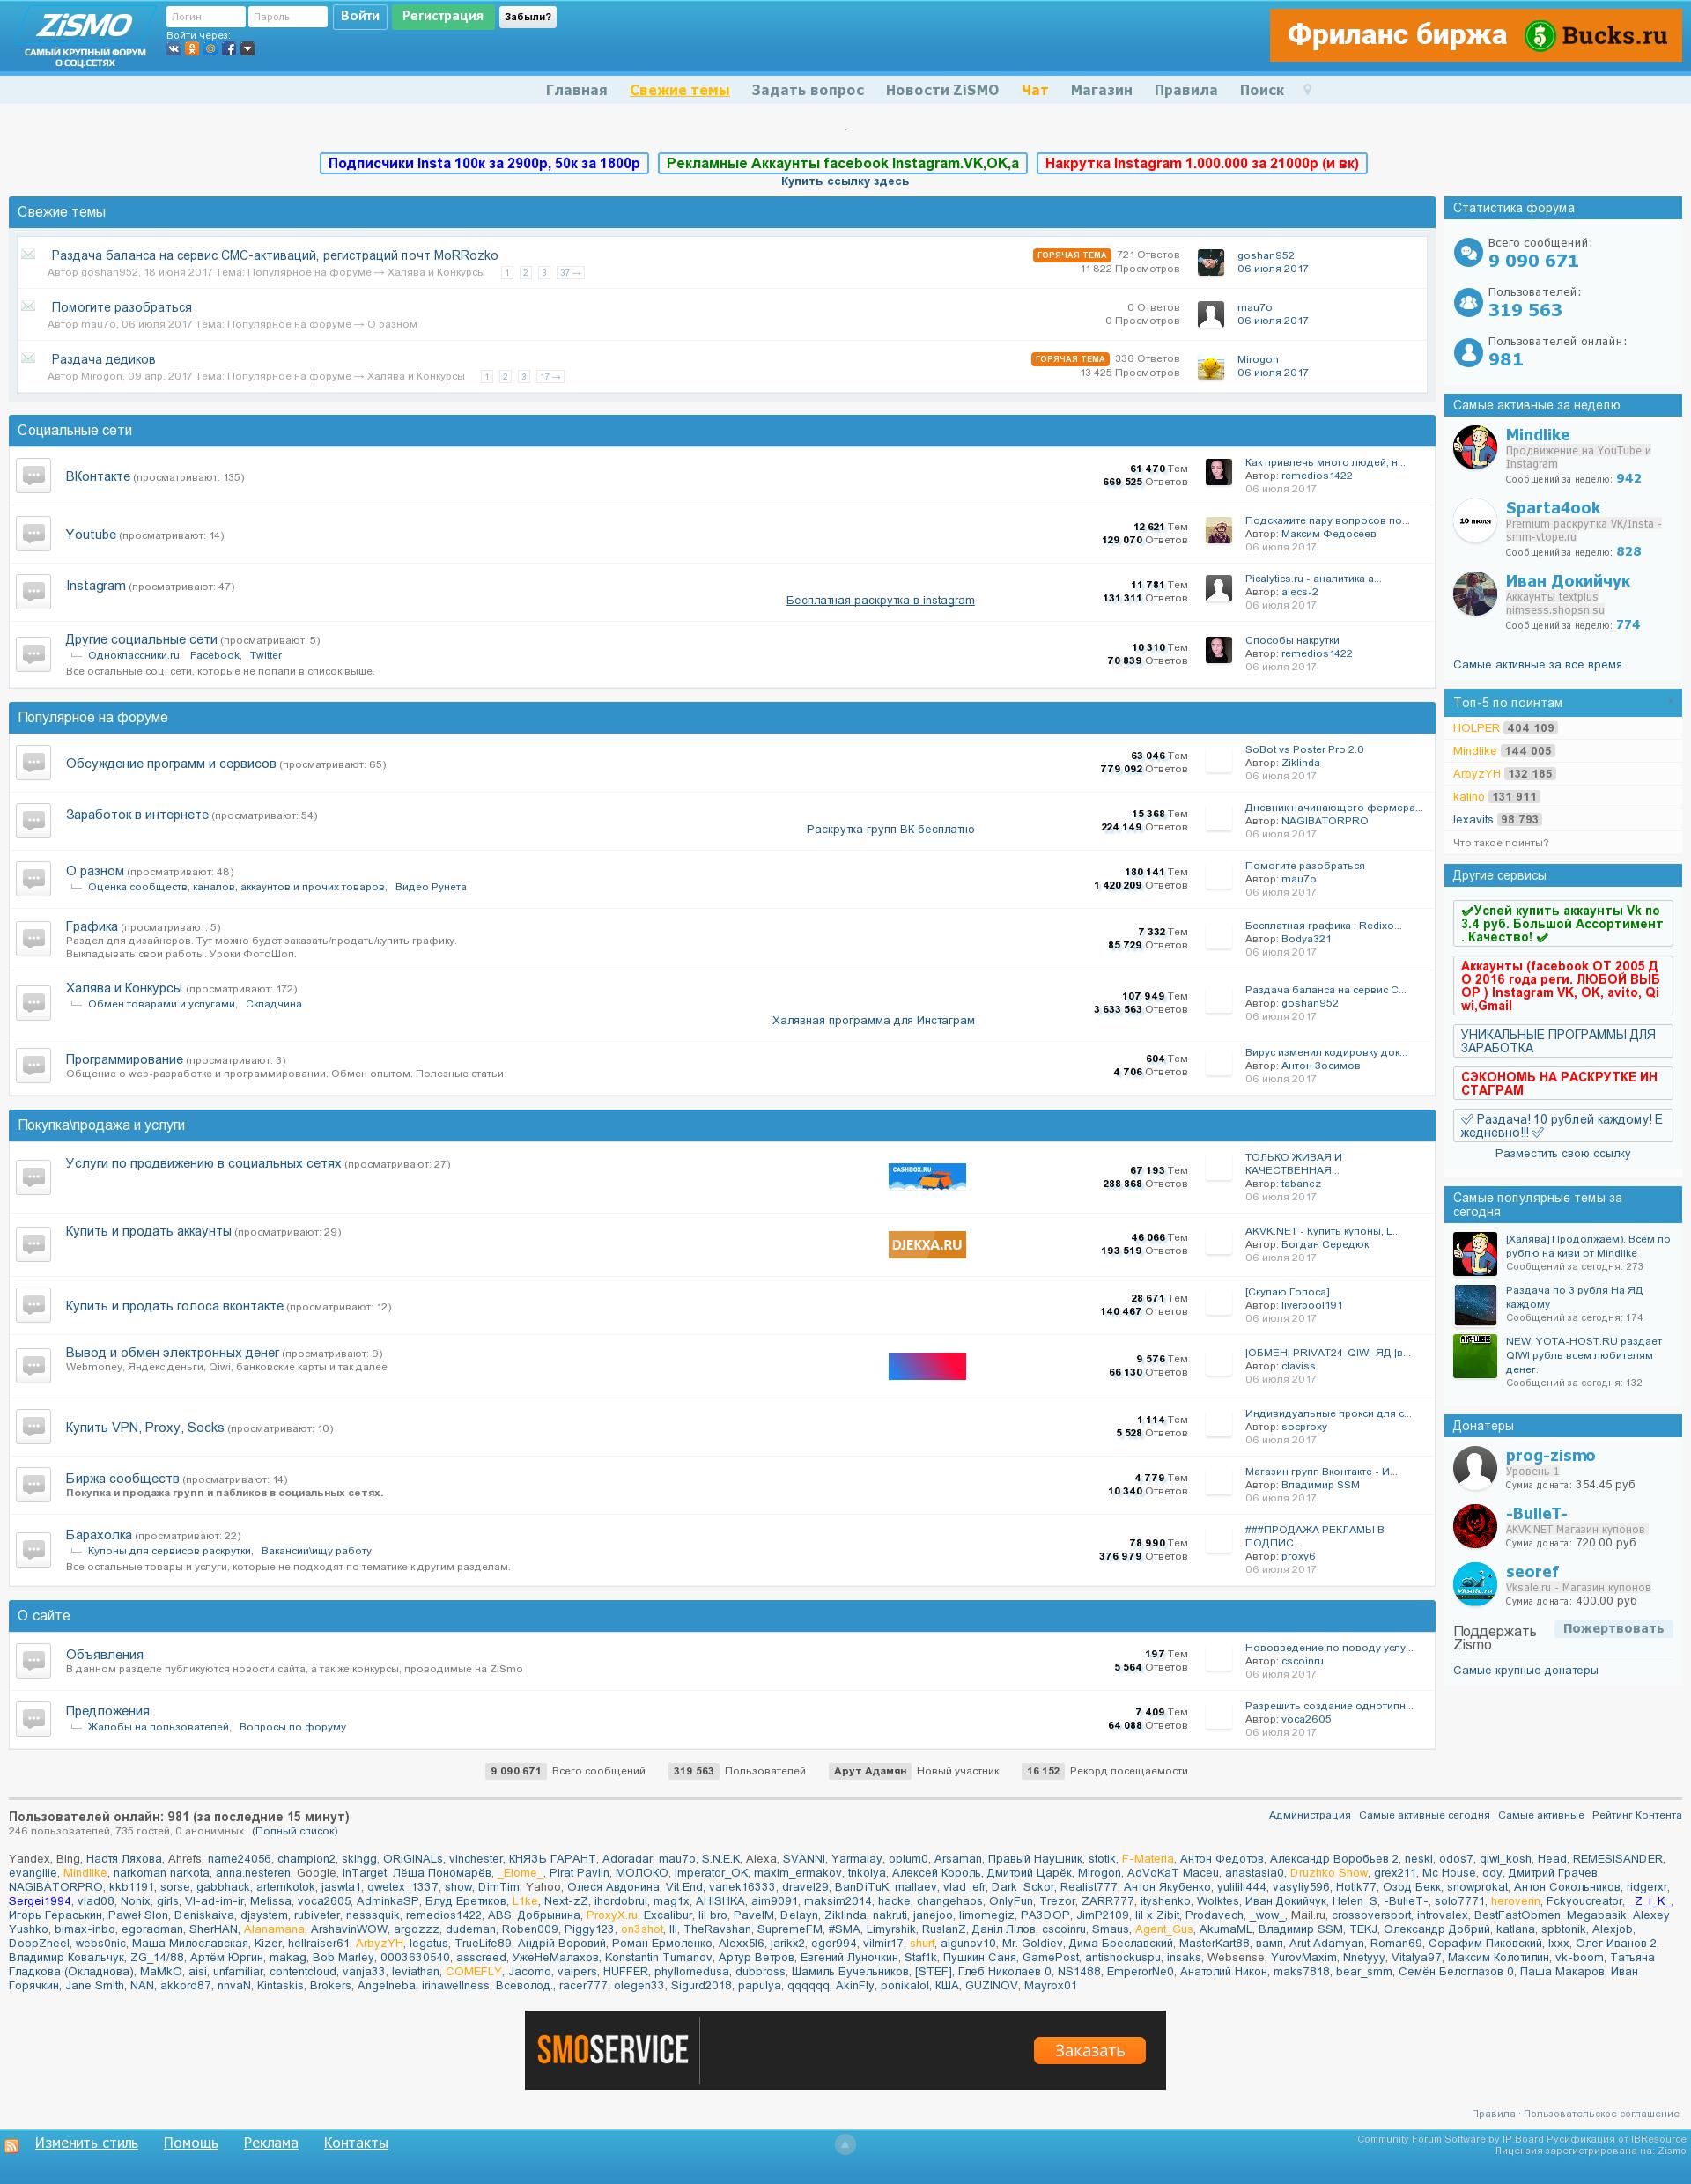 ZiSMO
САМЫЙ КРУПНЫЙ ФОРУМ
О СОЦ.СЕТЯХ
Логин Пароль Войти Регистрация Забыли?
Войти через:
Фриланс биржа 5 Bucks.ru
Главная Свежие темы Задать вопрос Новости ZiSMO Чат Магазин Правила Поиск
Подписчики Insta 100к за 2900р, 50к за 1800р Рекламные Аккаунты facebook Instagram.VK,OK,a Накрутка Instagram 1.000.000 за 21000р (и вк)
Купить ссылку здесь
Свежие темы
Раздача баланса на сервис СМС-активаций, регистраций почт MoRRozko
Автор goshan952, 18 июня 2017 Тема: Популярное на форуме → Халява и Конкурсы 1 2 3 37 →
ГОРЯЧАЯ ТЕМА 721 Ответов
11 822 Просмотров
goshan952
06 июля 2017
Помогите разобраться
Автор mau7o, 06 июля 2017 Тема: Популярное на форуме → О разном
0 Ответов
0 Просмотров
mau7o
06 июля 2017
Раздача дедиков
Автор Mirogon, 09 апр. 2017 Тема: Популярное на форуме → Халява и Конкурсы 1 2 3 17 →
ГОРЯЧАЯ ТЕМА 336 Ответов
13 425 Просмотров
Mirogon
06 июля 2017
Социальные сети
ВКонтакте (просматривают: 135)
61 470 Тем
669 525 Ответов
Как привлечь много людей, н...
Автор: remedios1422
06 июля 2017
Youtube (просматривают: 14)
12 621 Тем
129 070 Ответов
Подскажите пару вопросов по...
Автор: Максим Федосеев
06 июля 2017
Instagram (просматривают: 47)
Бесплатная раскрутка в instagram
11 781 Тем
131 311 Ответов
Picalytics.ru - аналитика а...
Автор: alecs-2
06 июля 2017
Другие социальные сети (просматривают: 5)
Одноклассники.ru, Facebook, Twitter
Все остальные соц. сети, которые не попали в список выше.
10 310 Тем
70 839 Ответов
Способы накрутки
Автор: remedios1422
06 июля 2017
Популярное на форуме
Обсуждение программ и сервисов (просматривают: 65)
63 046 Тем
779 092 Ответов
SoBot vs Poster Pro 2.0
Автор: Ziklinda
06 июля 2017
Заработок в интернете (просматривают: 54)
Раскрутка групп ВК бесплатно
15 368 Тем
224 149 Ответов
Дневник начинающего фермера...
Автор: NAGIBATORPRO
06 июля 2017
О разном (просматривают: 48)
Оценка сообществ, каналов, аккаунтов и прочих товаров, Видео Рунета
180 141 Тем
1 420 209 Ответов
Помогите разобраться
Автор: mau7o
06 июля 2017
Графика (просматривают: 5)
Раздел для дизайнеров. Тут можно будет заказать/продать/купить графику.
Выкладывать свои работы. Уроки ФотоШоп.
7 332 Тем
85 729 Ответов
Бесплатная графика . Redixo...
Автор: Bodya321
06 июля 2017
Халява и Конкурсы (просматривают: 172)
Обмен товарами и услугами, Складчина
Халявная программа для Инстаграм
107 949 Тем
3 633 563 Ответов
Раздача баланса на сервис С...
Автор: goshan952
06 июля 2017
Программирование (просматривают: 3)
Общение о web-разработке и программировании. Обмен опытом. Полезные статьи
604 Тем
4 706 Ответов
Вирус изменил кодировку док...
Автор: Антон Зосимов
06 июля 2017
Покупка\продажа и услуги
Услуги по продвижению в социальных сетях (просматривают: 27)
CASHBOX.RU
67 193 Тем
288 868 Ответов
ТОЛЬКО ЖИВАЯ И
КАЧЕСТВЕННАЯ...
Автор: tabanez
06 июля 2017
Купить и продать аккаунты (просматривают: 29)
DJEKXA.RU
46 066 Тем
193 519 Ответов
AKVK.NET - Купить купоны, L...
Автор: Богдан Середюк
06 июля 2017
Купить и продать голоса вконтакте (просматривают: 12)
28 671 Тем
140 467 Ответов
[Скупаю Голоса]
Автор: liverpool191
06 июля 2017
Вывод и обмен электронных денег (просматривают: 9)
Webmoney, Яндекс деньги, Qiwi, банковские карты и так далее
9 576 Тем
66 130 Ответов
|ОБМЕН| PRIVAT24-QIWI-ЯД |в...
Автор: claviss
06 июля 2017
Купить VPN, Proxy, Socks (просматривают: 10)
1 114 Тем
5 528 Ответов
Индивидуальные прокси для с...
Автор: socproxy
06 июля 2017
Биржа сообществ (просматривают: 14)
Покупка и продажа групп и пабликов в социальных сетях.
4 779 Тем
10 340 Ответов
Магазин групп Вконтакте - И...
Автор: Владимир SSM
06 июля 2017
Барахолка (просматривают: 22)
Купоны для сервисов раскрутки, Вакансии\ищу работу
Все остальные товары и услуги, которые не подходят по тематике к другим разделам.
78 990 Тем
376 979 Ответов
###ПРОДАЖА РЕКЛАМЫ В
ПОДПИС...
Автор: proxy6
06 июля 2017
О сайте
Объявления
В данном разделе публикуются новости сайта, а так же конкурсы, проводимые на ZiSmo
197 Тем
5 564 Ответов
Нововведение по поводу услу...
Автор: cscoinru
06 июля 2017
Предложения
Жалобы на пользователей, Вопросы по форуму
7 409 Тем
64 088 Ответов
Разрешить создание однотипн...
Автор: voca2605
06 июля 2017
Статистика форума
Всего сообщений:
9 090 671
Пользователей:
319 563
Пользователей онлайн:
981
Самые активные за неделю
Mindlike
Продвижение на YouTube и
Instagram
Сообщений за неделю: 942
10 июля
Sparta4ook
Premium раскрутка VK/Insta -
smm-vtope.ru
Сообщений за неделю: 828
Иван Докийчук
Аккаунты textplus
nimsess.shopsn.su
Сообщений за неделю: 774
Самые активные за все время
Топ-5 по поинтам
HOLPER 404 109
Mindlike 144 005
ArbyzYH 132 185
kalino 131 911
lexavits 98 793
Что такое поинты?
Другие сервисы
✔Успей купить аккаунты Vk по
3.4 руб. Большой Ассортимент
. Качество! ✔
Аккаунты (facebook ОТ 2005 Д
О 2016 года реги. ЛЮБОЙ ВЫБ
ОР ) Instagram VK, OK, avito, Qi
wi,Gmail
УНИКАЛЬНЫЕ ПРОГРАММЫ ДЛЯ
ЗАРАБОТКА
СЭКОНОМЬ НА РАСКРУТКЕ ИН
СТАГРАМ
✅ Раздача! 10 рублей каждому! Е
жедневно!!! ✅
Разместить свою ссылку
Самые популярные темы за
сегодня
[Халява] Продолжаем). Всем по
рублю на киви от Mindlike
Сообщений за сегодня: 273
Раздача по 3 рубля На ЯД
каждому
Сообщений за сегодня: 174
ЛУЧШЕЕ
NEW: YOTA-HOST.RU раздает
QIWI рубль всем любителям
денег.
Сообщений за сегодня: 132
Донатеры
prog-zismo
Уровень 1
Сумма доната: 354.45 руб
-BulleT-
AKVK.NET Магазин купонов
Сумма доната: 720.00 руб
seoref
Vksale.ru - Магазин купонов
Сумма доната: 400.00 руб
Поддержать
Zismo
Пожертвовать
Самые крупные донатеры
9 090 671 Всего сообщений 319 563 Пользователей Арут Адамян Новый участник 16 152 Рекорд посещаемости
Пользователей онлайн: 981 (за последние 15 минут)
Администрация Самые активные сегодня Самые активные Рейтинг Контента
246 пользователей, 735 гостей, 0 анонимных (Полный список)
Yandex, Bing, Настя Ляхова, Ahrefs, name24056, champion2, skingg, ORIGINALs, vinchester, КНЯЗЬ ГАРАНТ, Adoradar, mau7o, S.N.E.K, Alexa, SVANNI, Yarmalay, opium0, Arsaman, Правый Наушник, stotik, F-Materia, Антон Федотов, Александр Воробьев 2, neskl, odos7, qiwi_kosh, Head, REMESISANDER,
evangilie, Mindlike, narkoman narkota, anna.nesteren, Google, InTarget, Лёша Пономарёв, _Elome_, Pirat Pavlin, МОЛОКО, Imperator_OK, maxim_ermakov, tnkolya, Алексей Король, Дмитрий Царёк, Mirogon, AdVoKaT Maceu, anastasia0, Druzhko Show, grex211, Mc House, ody, Дмитрий Грачев,
NAGIBATORPRO, kkb1191, sorse, gabbhack, artemkotok, jaswta1, qwetex_1337, show, DimTim, Yahoo, Олеся Авдонина, Vit End, vanek16333, dravel29, BanDiTuK, mallaev, vlad_efr, Dark_Sckor, Realist777, Антон Якубенко, yulilili444, vasyliy596, Hotik77, Озод Бекк, snowprokat, Антон Сокольников, ridgerxr,
Sergei1994, vlad08, Nonix, girls, VI-ad-im-ir, Melissa, voca2605, AdminkaSP, Блуд Еретиков, L1ke, Next-zZ, ihordobrui, mag1x, AHISHKA, aim9091, maksim2014, hacke, changehaos, OnlyFun, Trezor, ZARR777, ityshenko, Wolktes, Иван Докийчук, Helen_S, -BulleT-, solo7771, heroverin, Fckyoucreator, _Z_i_K_,
Игорь Гераськин, Paweł Slon, Deniskaiva, djsystem, rubiveter, nesssquik, remedios1422, ABS, Добрынина, ProxyX.ru, Excalibur, lil bro, PavelM, Delayn, Ziklinda, nakruti, janejoo, limomegiz, PA3DOP, JimP2109, lil x Zibit, Prodavech, _wow_, Mail.ru, crossoversport, introvalex, BestFastObmen, Megabasik, Alexey
Yushko, bimax-inbo, egoradman, SherHAN, Alanamana, ArshavinWOW, argozzz, dudeman, Roben009, Piggy123, on3shot, Ill, TheRavshan, SupremeFM, #SMA, Limyrshik, RuslanZ, Даніл Лілов, cscoinru, Smaus, Agent_Gus, AkumaML, Владимир SSM, TEKJ, Олександр Добрий, katlana, spbtonik, Alexjob,
DoopZneel, webs0nic, Маша Милославская, Kizer, hellraiser61, ArbyzYH, legatus, TrueLife89, Андрій Воровий, Роман Ермоленко, Alexx5l6, jarikx2, egor994, vilmir17, shurf, algunov10, Mr. Goldiev, Дима Бреславский, MasterKart88, вамп, Arut Adamyan, Roman69, Серафим Пиковский, lxxx, Олег Иванов 2,
Владимир Ковальчук, ZG_14/88, Артём Юргин, makag, Bob Marley, 0003630540, asscreed, УжеНеМалахов, Konstantin Tumanov, Артур Ветров, Евгений Луночкин, Staf1k, Пушкин Саня, GamePost, antishockuspu, insaks, Websense, YurovMaxim, Nnetyyy, Vitalya97, Максим Колотилин, vk-boom, Татьяна
Гладкова (Окладнова), MaMkO, aisi, unfamiliar, contentcloud, vanja33, leviathan, COMEFLY, Jacomo, vaipers, HUFFER, phyllomedusa, dubbross, Шамиль Бучельников, [STEF], Глеб Николаев 0, NS1488, EmperorNe0, Анатолий Никон, maks7818, bear_smm, Семён Белоглазов 0, Паша Макаров, Иван
Горячкин, Jane Smith, NAN, akkord87, nnvaN, Kintaskis, Brokers, Angelneba, irinawellness, Всеволод., racer777, olegen33, Sigurd2018, papulya, qqqqqq, AkinFly, ponikalol, КША, GUZINOV, Mayrox01
SMOSERVICE Заказать
Правила · Пользовательское соглашение
Изменить стиль Помощь Реклама Контакты
Community Forum Software by IP.Board Русификация от IBResource
Лицензия зарегистрирована на: Zismo